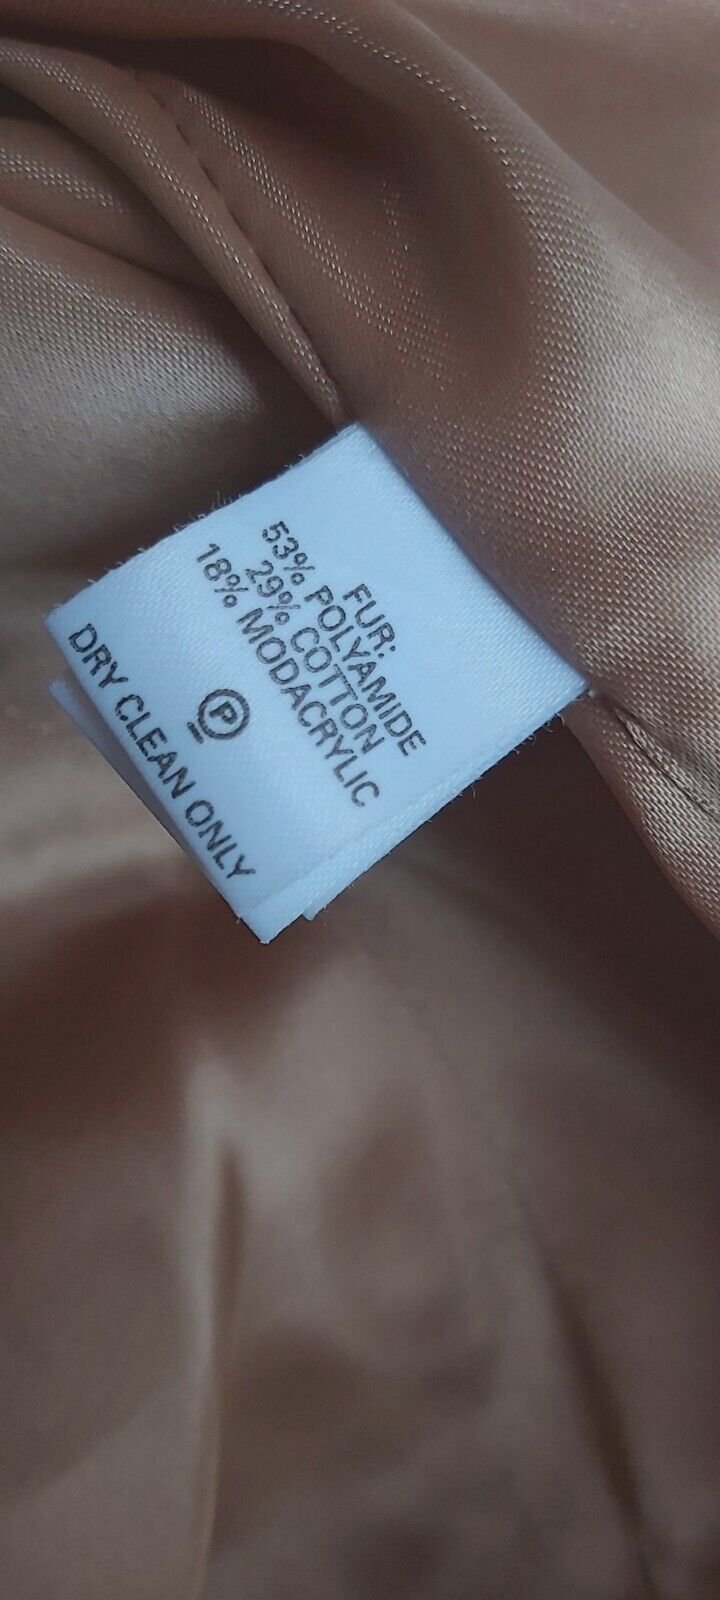 FUR:
53% POLYAMIDE
29% COTTON
18% MODACRYLIC
P
DRY CLEAN ONLY